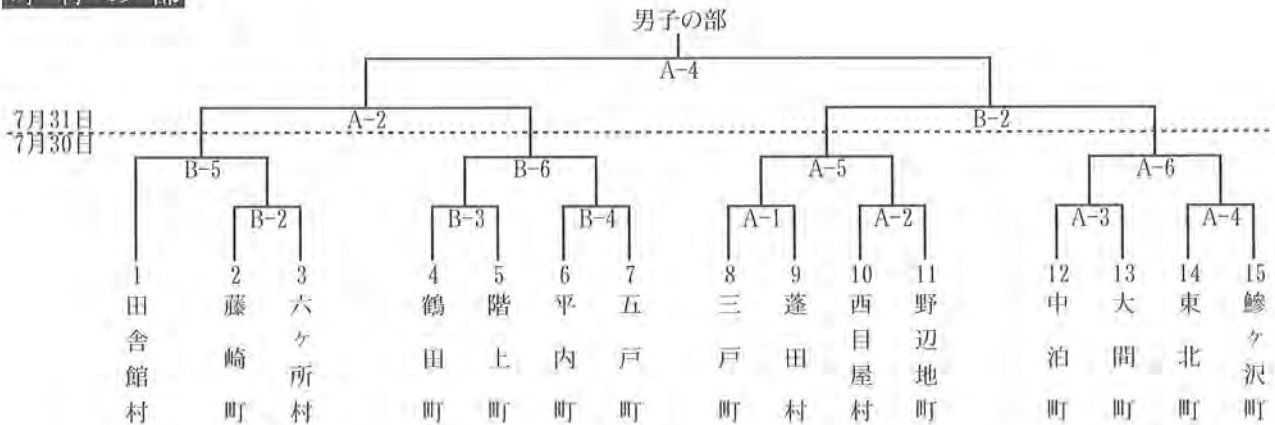 男子の部
A-4
7月31日
A-2 B-2
7月30日
B-5 B-6 A-5 A-6
B-2 B-3 B-4 A-1 A-2 A-3 A-4
1 2 3 4 5 6 7 8 9 10 11 12 13 14 15
田舎館村
藤崎町
六ケ所村
鶴田町
階上町
平内町
五戸町
三戸町
蓬田村
西目屋村
野辺地町
中泊町
大間町
東北町
鰺ヶ沢町